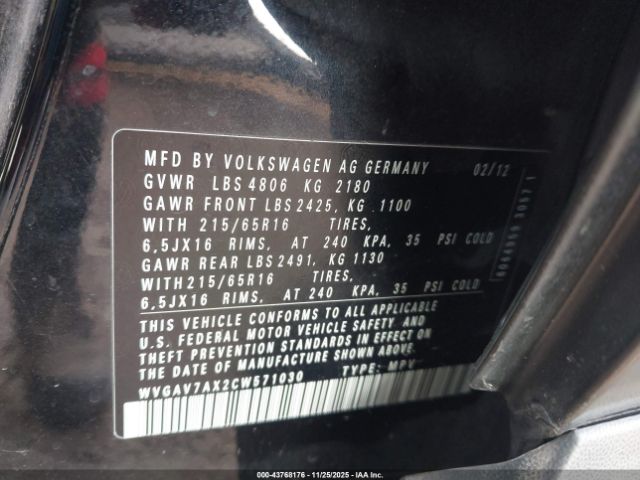 MFD BY VOLKSWAGEN AG GERMANY 02/12
GVWR LBS 4806 KG 2180
GAWR FRONT LBS 2425, KG 1100
WITH 215/65R16 TIRES,
6,5JX16 RIMS, AT 240 KPA, 35 PSI COLD
GAWR REAR LBS 2491, KG 1130
WITH 215/65R16 TIRES,
6,5JX16 RIMS, AT 240 KPA, 35 PSI COLD
THIS VEHICLE CONFORMS TO ALL APPLICABLE
U.S. FEDERAL MOTOR VEHICLE SAFETY AND
THEFT PREVENTION STANDARDS IN EFFECT ON
THE DATE OF MANUFACTURE SHOWN ABOVE.
WVGAV7AX2CW571030 TYPE: MPV
000-43768176 - 11/25/2025 - IAA Inc.